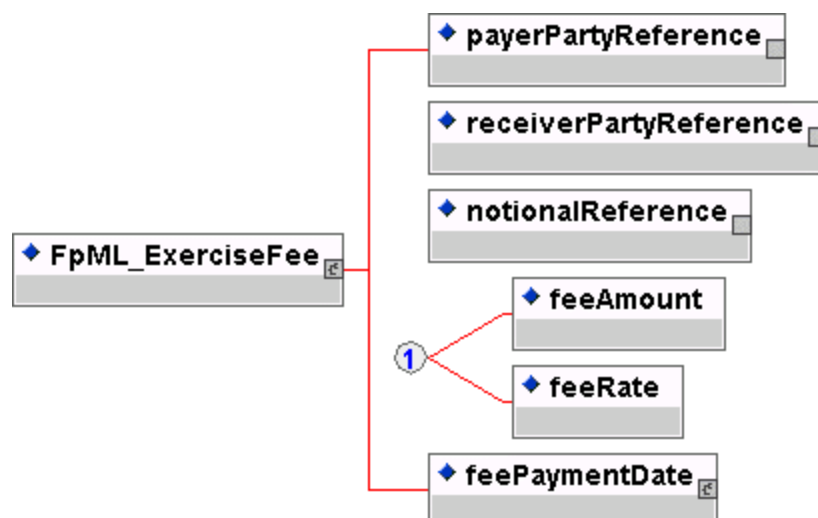 payerPartyReference
receiverPartyReference
notionalReference
FpML_ExerciseFee
feeAmount
1
feeRate
feePaymentDate